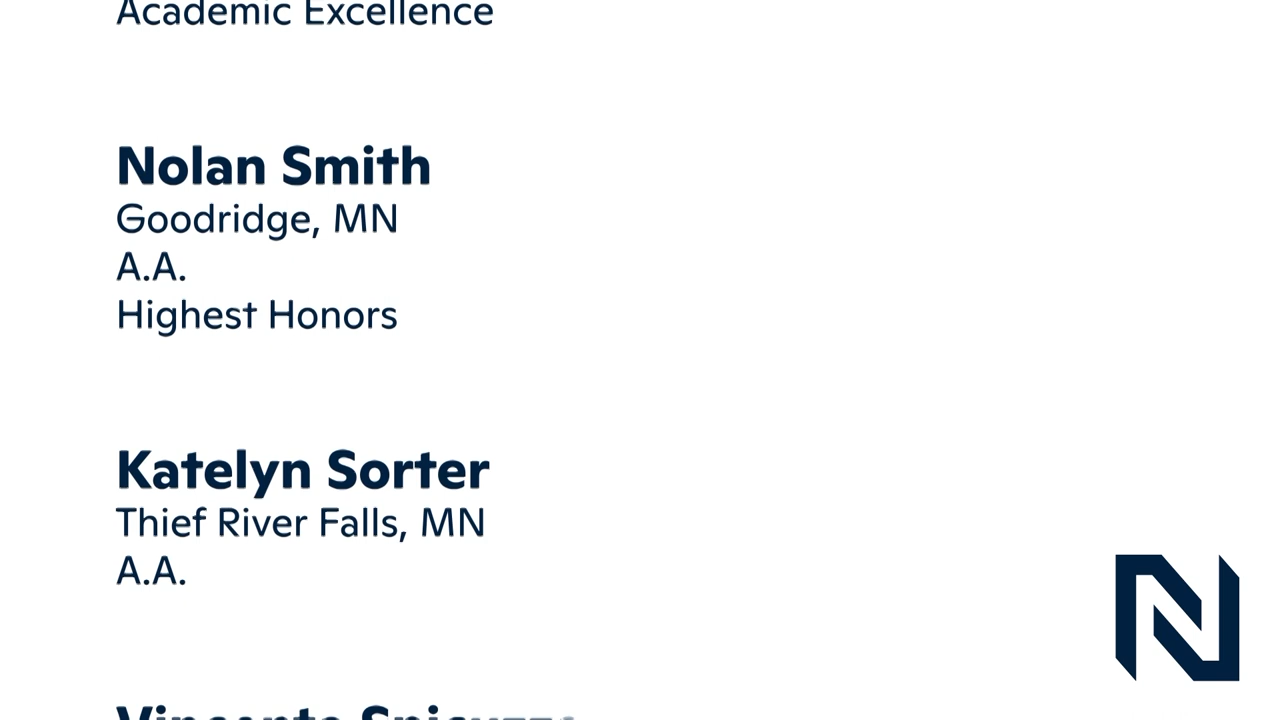 Academic Excellence
Nolan Smith
Goodridge, MN
A.A.
Highest Honors
Katelyn Sorter
Thief River Falls, MN
A.A.
N